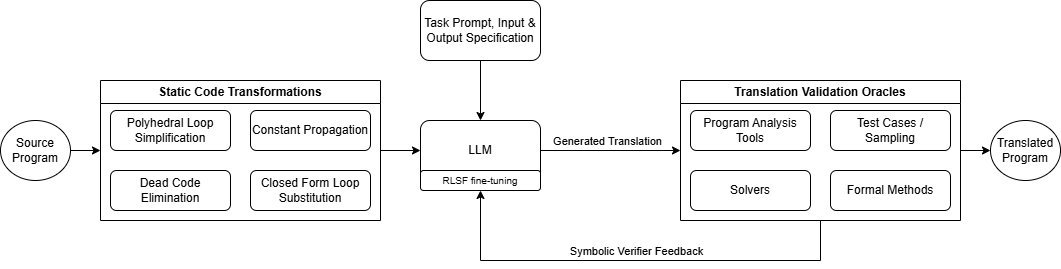 Task Prompt, Input &
Output Specification
Static Code Transformations
Translation Validation Oracles
Polyhedral Loop
Simplification
Constant Propagation
Program Analysis
Tools
Test Cases /
Sampling
Source
Program
LLM
Generated Translation
Translated
Program
RLSF fine-tuning
Dead Code
Elimination
Closed Form Loop
Substitution
Solvers
Formal Methods
Symbolic Verifier Feedback